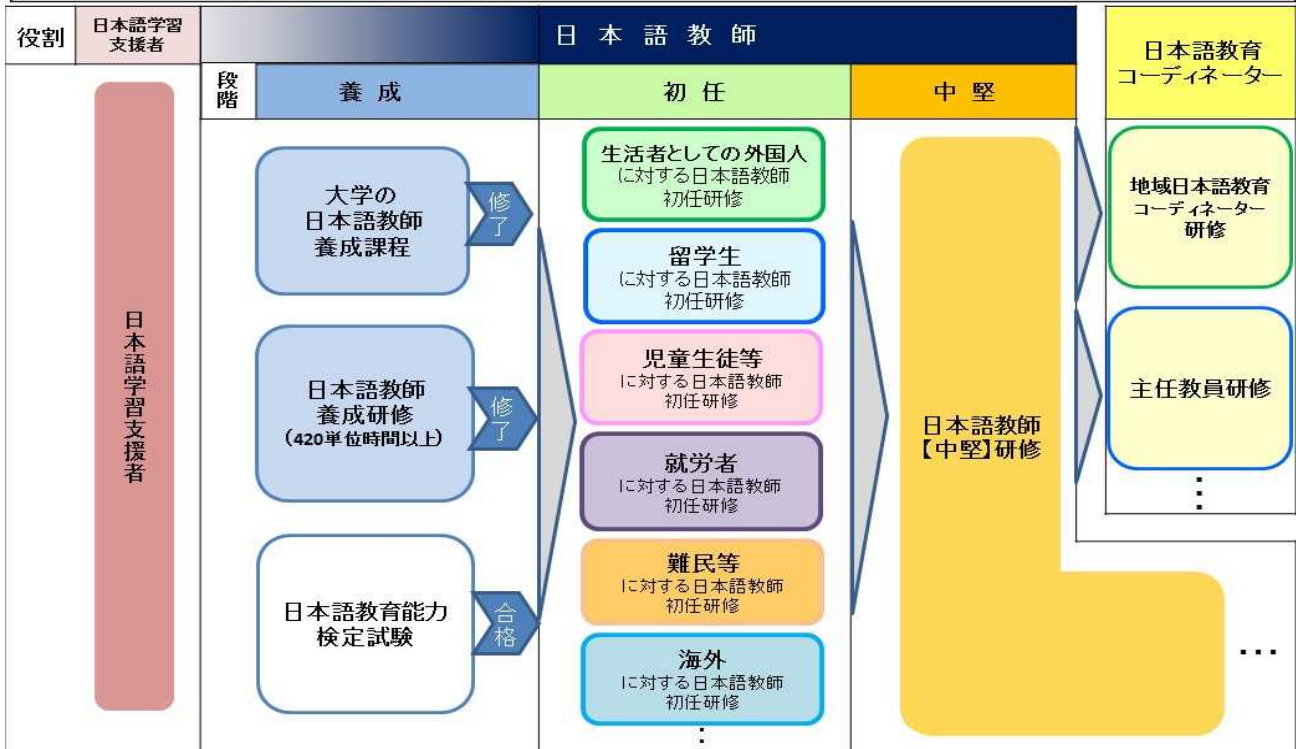 役割
日本語学習
支援者
日本語教師
日本語教育
コーディネーター
段階
養成
初任
中堅
日本語学習支援者
大学の
日本語教師
養成課程
修了
日本語教師
養成研修
(420単位時間以上)
修了
日本語教育能力
検定試験
合格
生活者としての外国人
に対する日本語教師
初任研修
留学生
に対する日本語教師
初任研修
児童生徒等
に対する日本語教師
初任研修
就労者
に対する日本語教師
初任研修
難民等
に対する日本語教師
初任研修
海外
に対する日本語教師
初任研修
⋮
日本語教師
【中堅】研修
地域日本語教育
コーディネーター
研修
主任教員研修
⋮
…